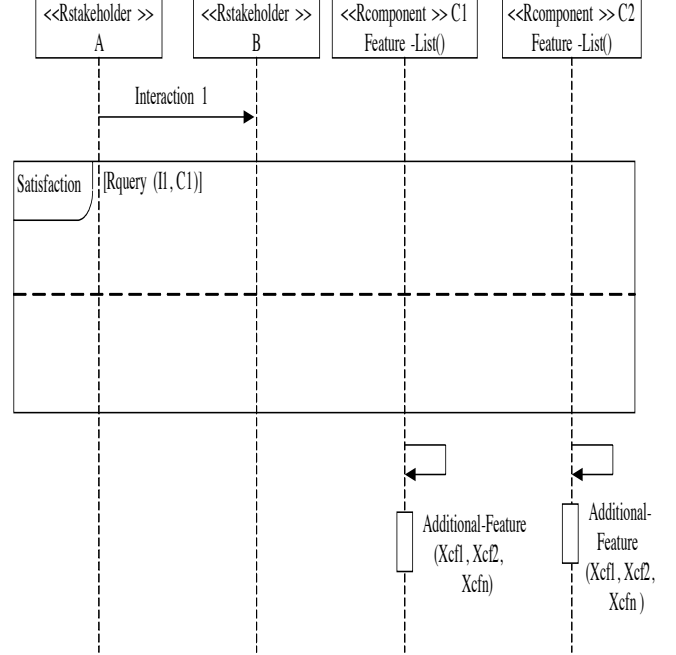 <<Rstakeholder >>
A
<<Rstakeholder >>
B
<<Rcomponent >> C1
Feature -List()
<<Rcomponent >> C2
Feature -List()
Interaction 1
Satisfaction
[Rquery (I1, C1)]
Additional-Feature
(Xcf1, Xcf2,
Xcfn)
Additional-
Feature
(Xcf1, Xcf2,
Xcfn )